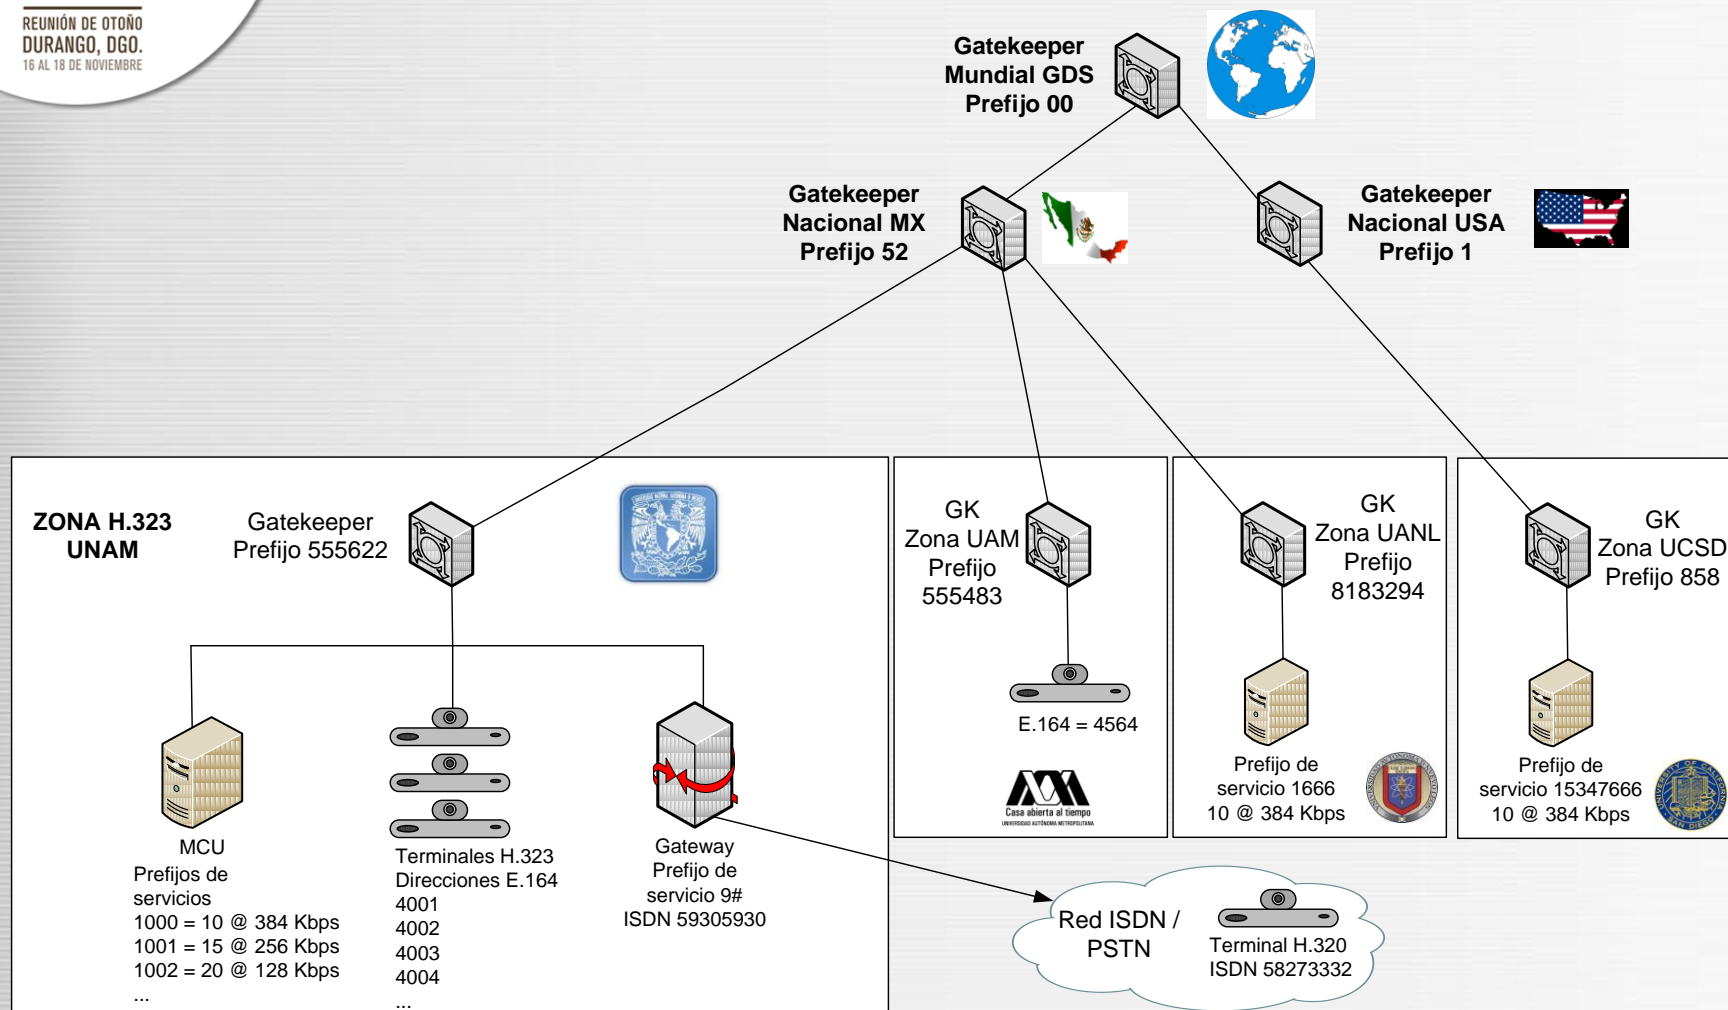 REUNIÓN DE OTOÑO
DURANGO, DGO.
16 AL 18 DE NOVIEMBRE
Gatekeeper
Mundial GDS
Prefijo 00
Gatekeeper
Nacional MX
Prefijo 52
Gatekeeper
Nacional USA
Prefijo 1
ZONA H.323
UNAM
Gatekeeper
Prefijo 555622
GK
Zona UAM
Prefijo
555483
GK
Zona UANL
Prefijo
8183294
GK
Zona UCSD
Prefijo 858
E.164 = 4564
Casa abierta al tiempo
UNIVERSIDAD AUTÓNOMA METROPOLITANA
Prefijo de
servicio 1666
10 @ 384 Kbps
Prefijo de
servicio 15347666
10 @ 384 Kbps
MCU
Prefijos de
servicios
1000 = 10 @ 384 Kbps
1001 = 15 @ 256 Kbps
1002 = 20 @ 128 Kbps
...
Terminales H.323
Direcciones E.164
4001
4002
4003
4004
...
Gateway
Prefijo de
servicio 9#
ISDN 59305930
Red ISDN /
PSTN
Terminal H.320
ISDN 58273332